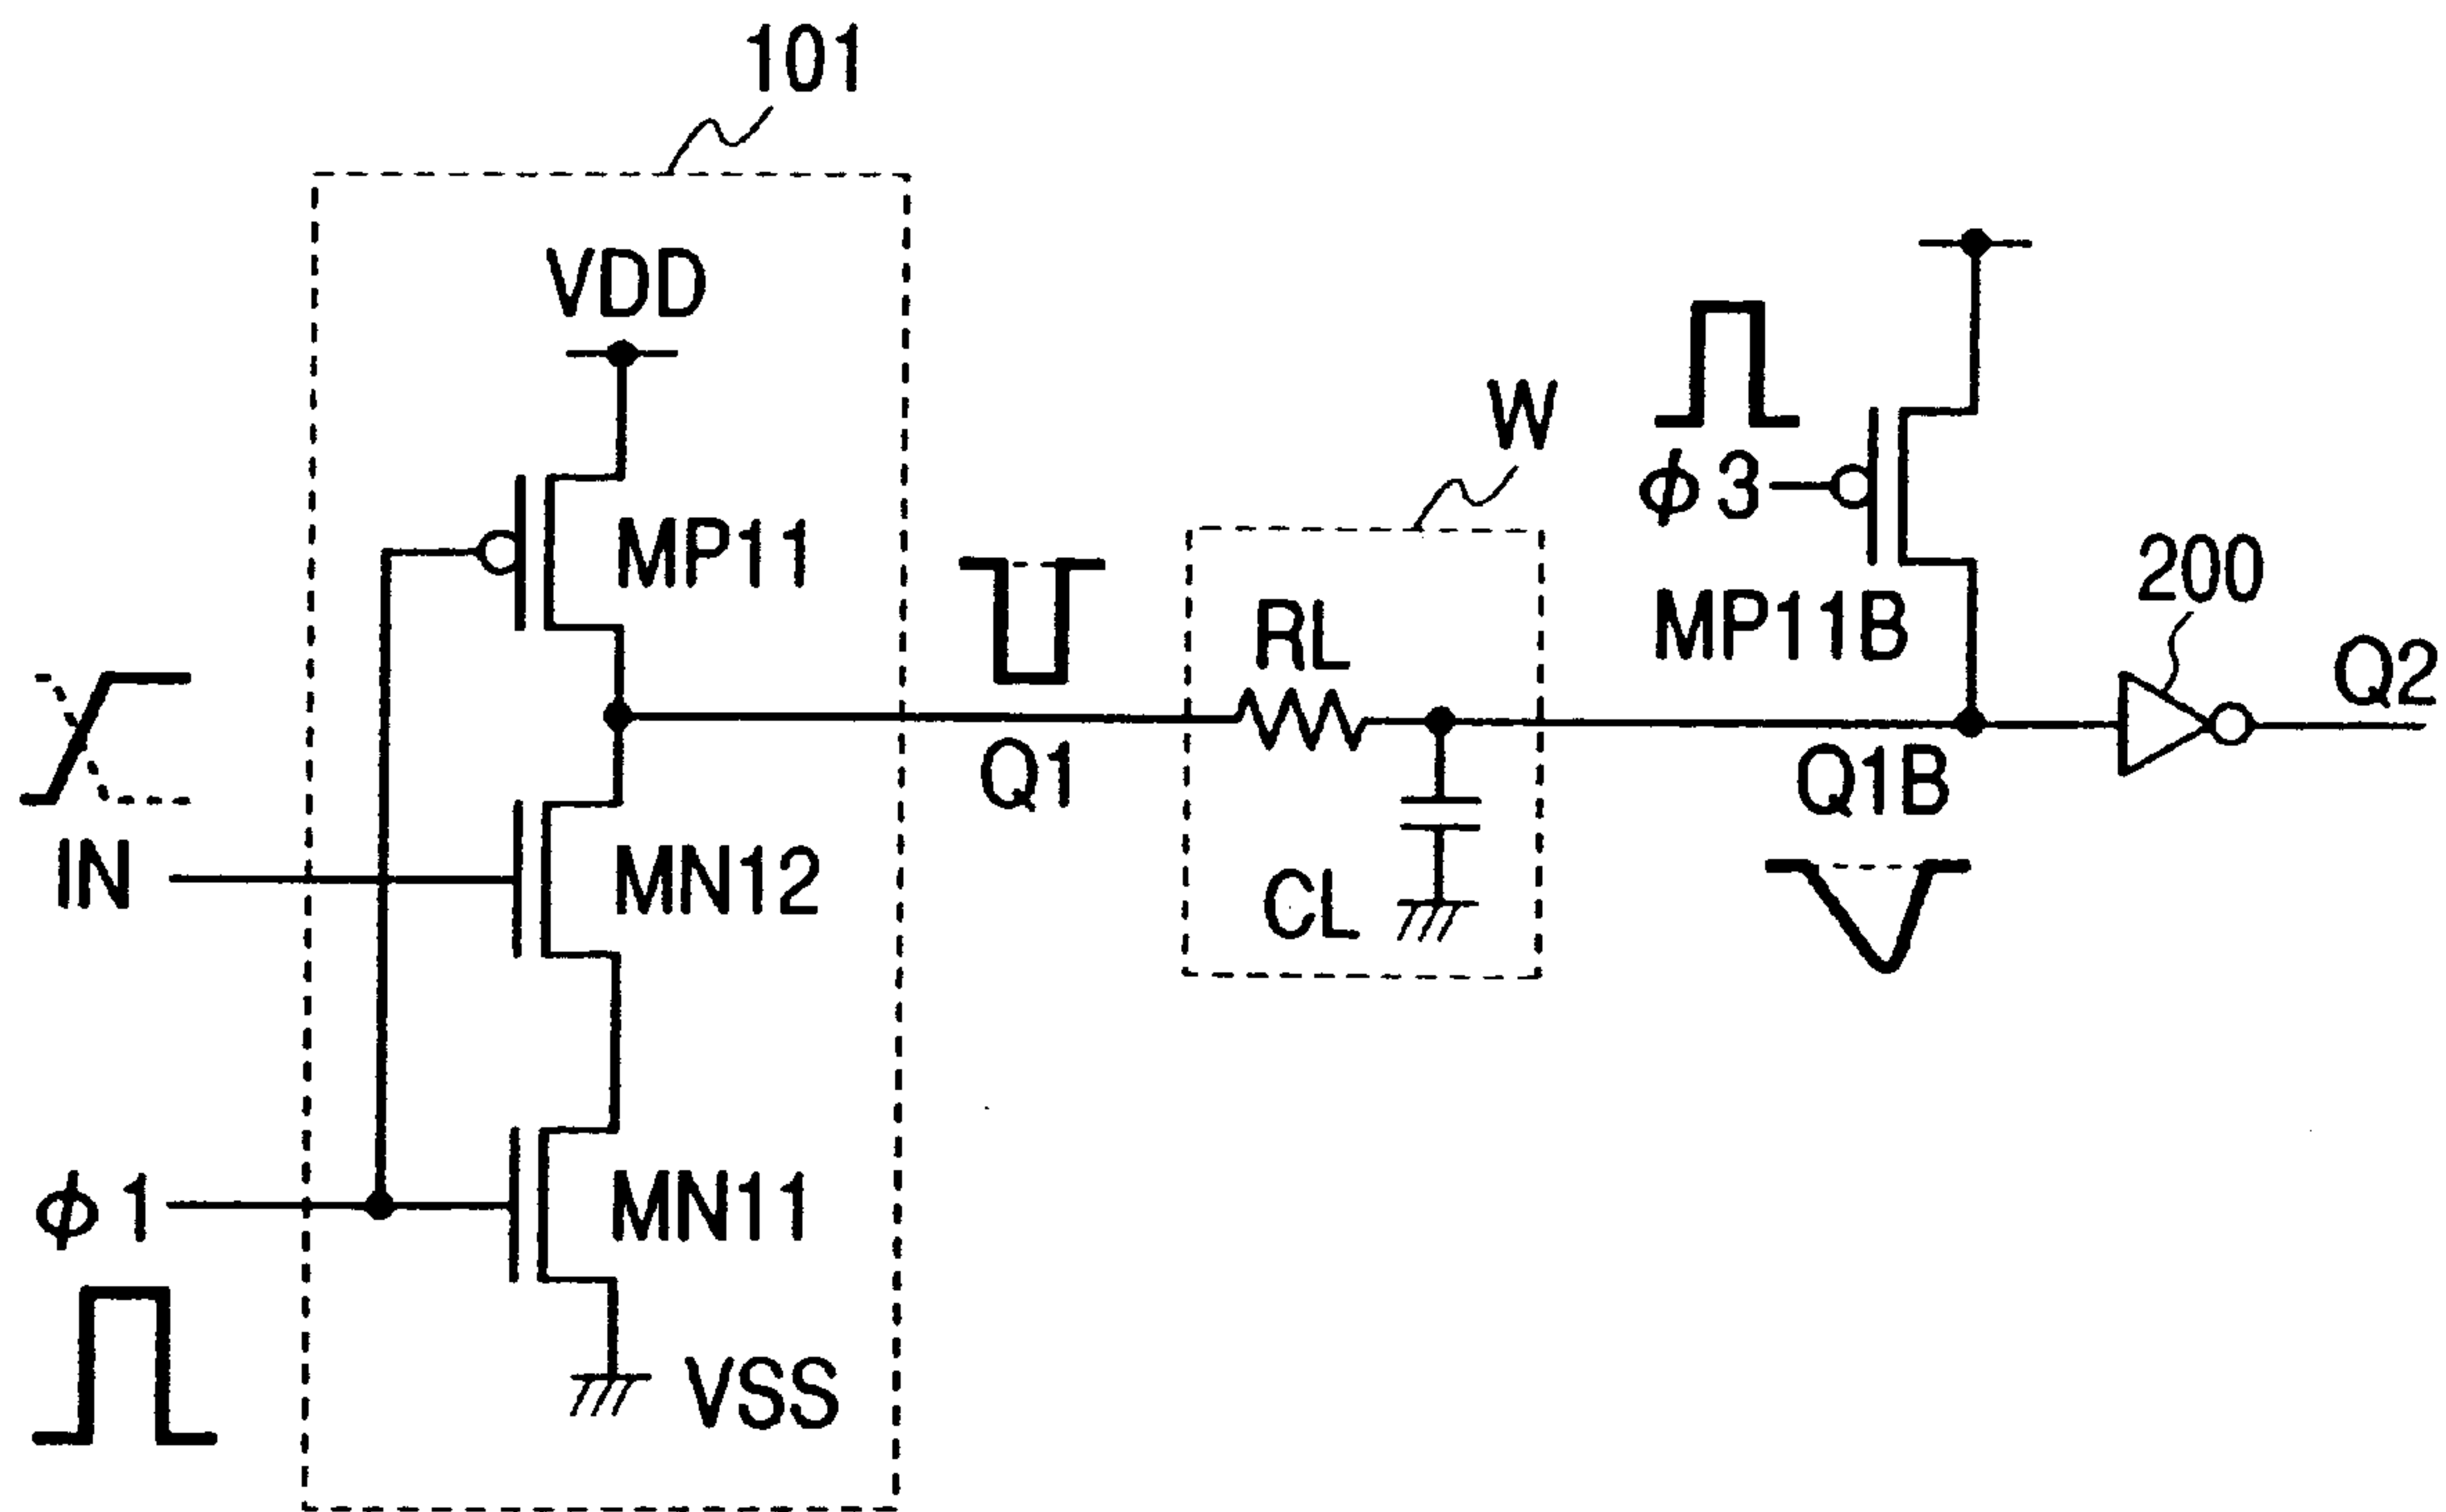 101
VDD
W
φ3
MP11
MP11B
200
RL
Q2
Q1
Q1B
IN
MN12
CL
φ1
MN11
VSS